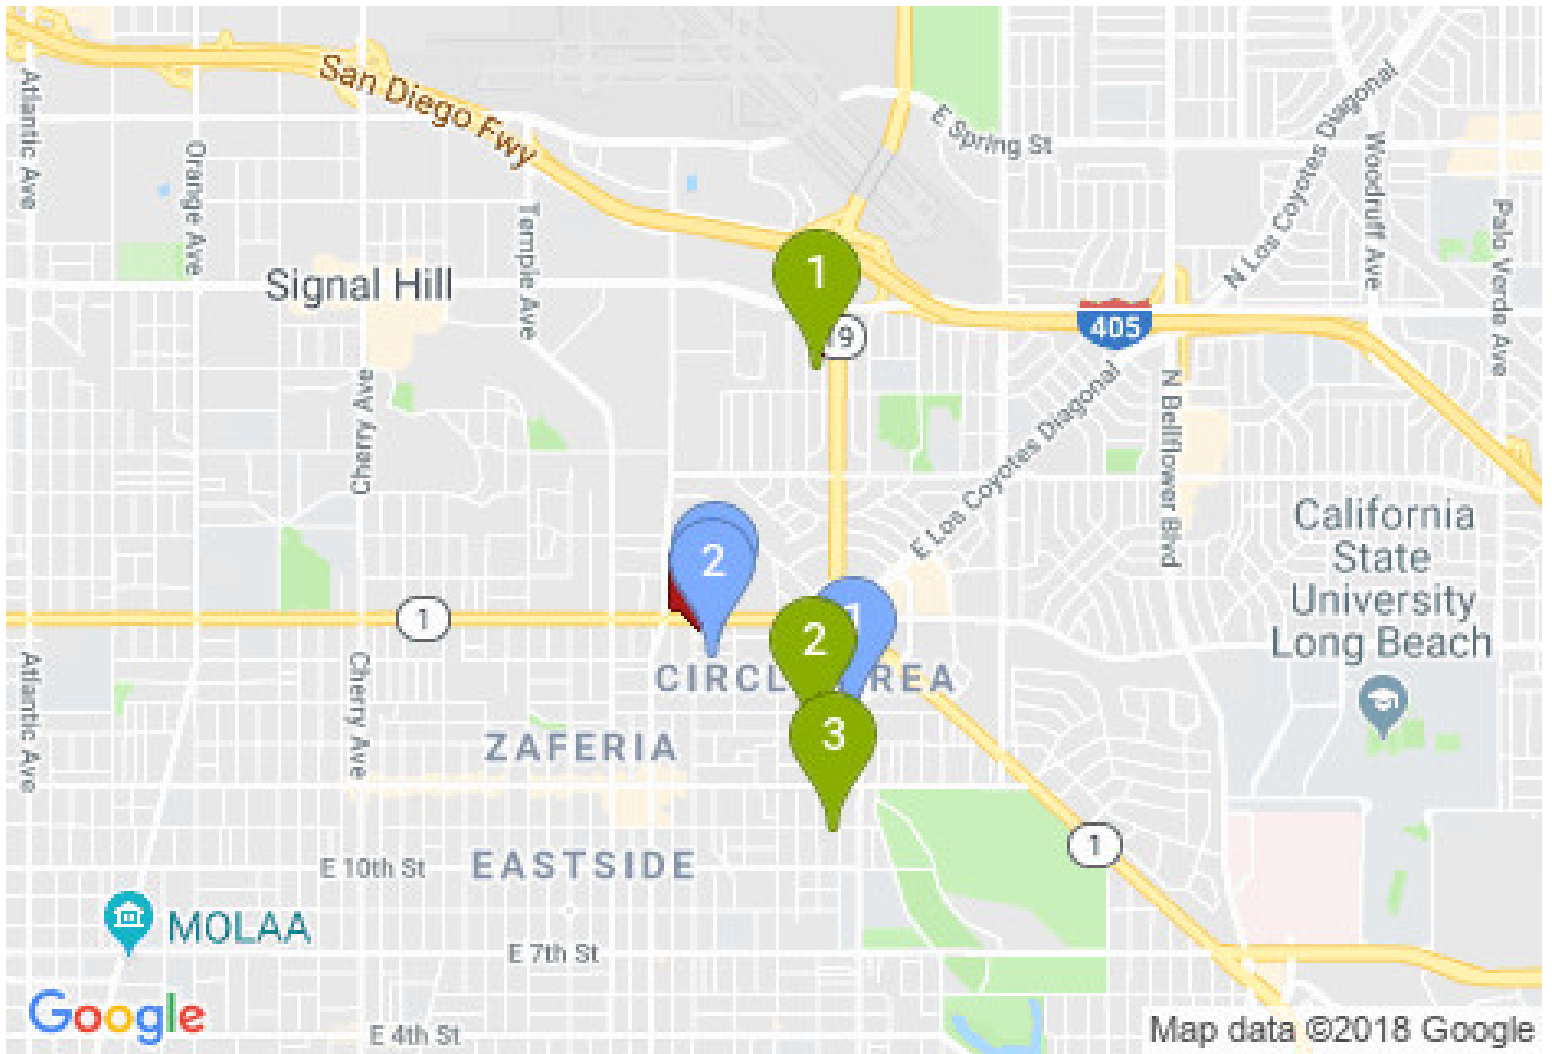 San Diego Fwy
Atlantic Ave
Orange Ave
E Spring St
N Los Coyotes Diagonal
Woodruff Ave
Palo Verde Ave
Temple Ave
Signal Hill
1
19
405
Cherry Ave
E Los Coyotes Diagonal
N Bellflower Blvd
California
State
University
Long Beach
2
1
1
2
CIRCL
REA
Atlantic Ave
Cherry Ave
ZAFERIA
3
1
E 10th St
EASTSIDE
MOLAA
E 7th St
Google
E 4th St
Map data ©2018 Google